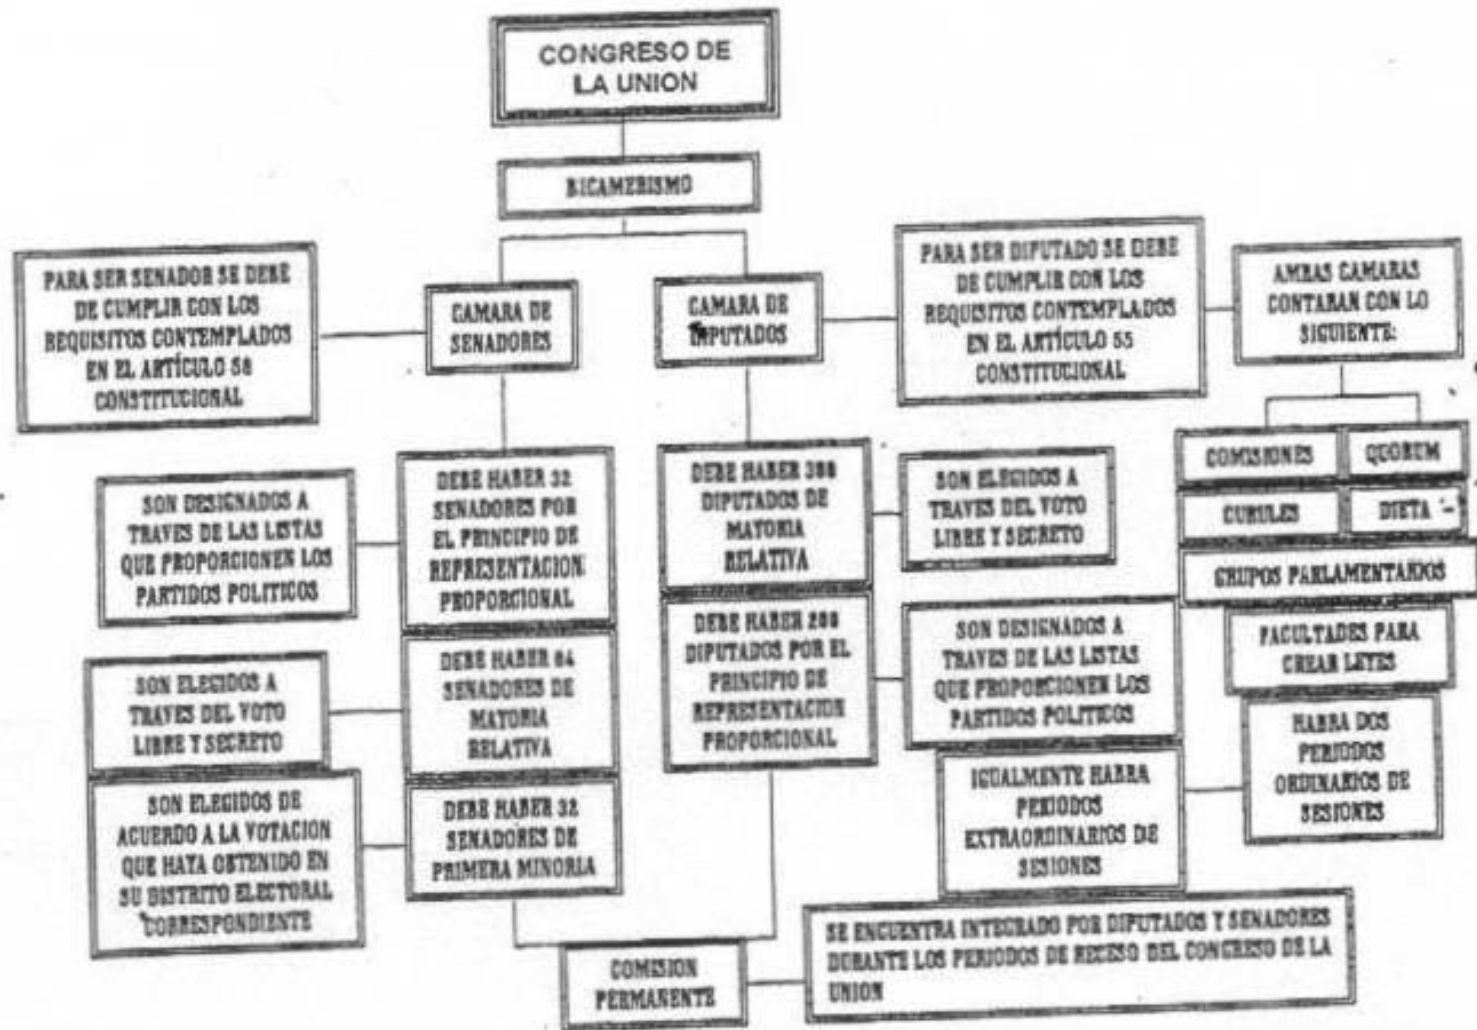 CONGRESO DE
LA UNION
BICAMERISMO
PARA SER SENADOR SE DEBE
DE CUMPLIR CON LOS
REQUISITOS CONTEMPLADOS
EN EL ARTÍCULO 58
CONSTITUCIONAL
CAMARA DE
SENADORES
CAMARA DE
DIPUTADOS
PARA SER DIPUTADO SE DEBE
DE CUMPLIR CON LOS
REQUISITOS CONTEMPLADOS
EN EL ARTÍCULO 55
CONSTITUCIONAL
AMBAS CAMARAS
CONTARAN CON LO
SIGUIENTE:
COMISIONES
QUORUM
CURULES
DIETA
GRUPOS PARLAMENTARIOS
FACULTADES PARA
CREAR LEYES
HABRA DOS
PERIODOS
ORDINARIOS DE
SESIONES
IGUALMENTE HABRA
PERIODOS
EXTRAORDINARIOS DE
SESIONES
SON DESIGNADOS A
TRAVES DE LAS LISTAS
QUE PROPORCIONEN LOS
PARTIDOS POLITICOS
DEBE HABER 32
SENADORES POR
EL PRINCIPIO DE
REPRESENTACION
PROPORCIONAL
DEBE HABER 300
DIPUTADOS DE
MAYORIA
RELATIVA
SON ELEGIDOS A
TRAVES DEL VOTO
LIBRE Y SECRETO
SON ELEGIDOS A
TRAVES DEL VOTO
LIBRE Y SECRETO
DEBE HABER 64
SENADORES DE
MAYORIA
RELATIVA
DEBE HABER 200
DIPUTADOS POR EL
PRINCIPIO DE
REPRESENTACION
PROPORCIONAL
SON DESIGNADOS A
TRAVES DE LAS LISTAS
QUE PROPORCIONEN LOS
PARTIDOS POLITICOS
SON ELEGIDOS DE
ACUERDO A LA VOTACION
QUE HAYA OBTENIDO EN
SU DISTRITO ELECTORAL
CORRESPONDIENTE
DEBE HABER 32
SENADORES DE
PRIMERA MINORIA
COMISION
PERMANENTE
SE ENCUENTRA INTEGRADO POR DIPUTADOS Y SENADORES
DURANTE LOS PERIODOS DE RECESO DEL CONGRESO DE LA
UNION